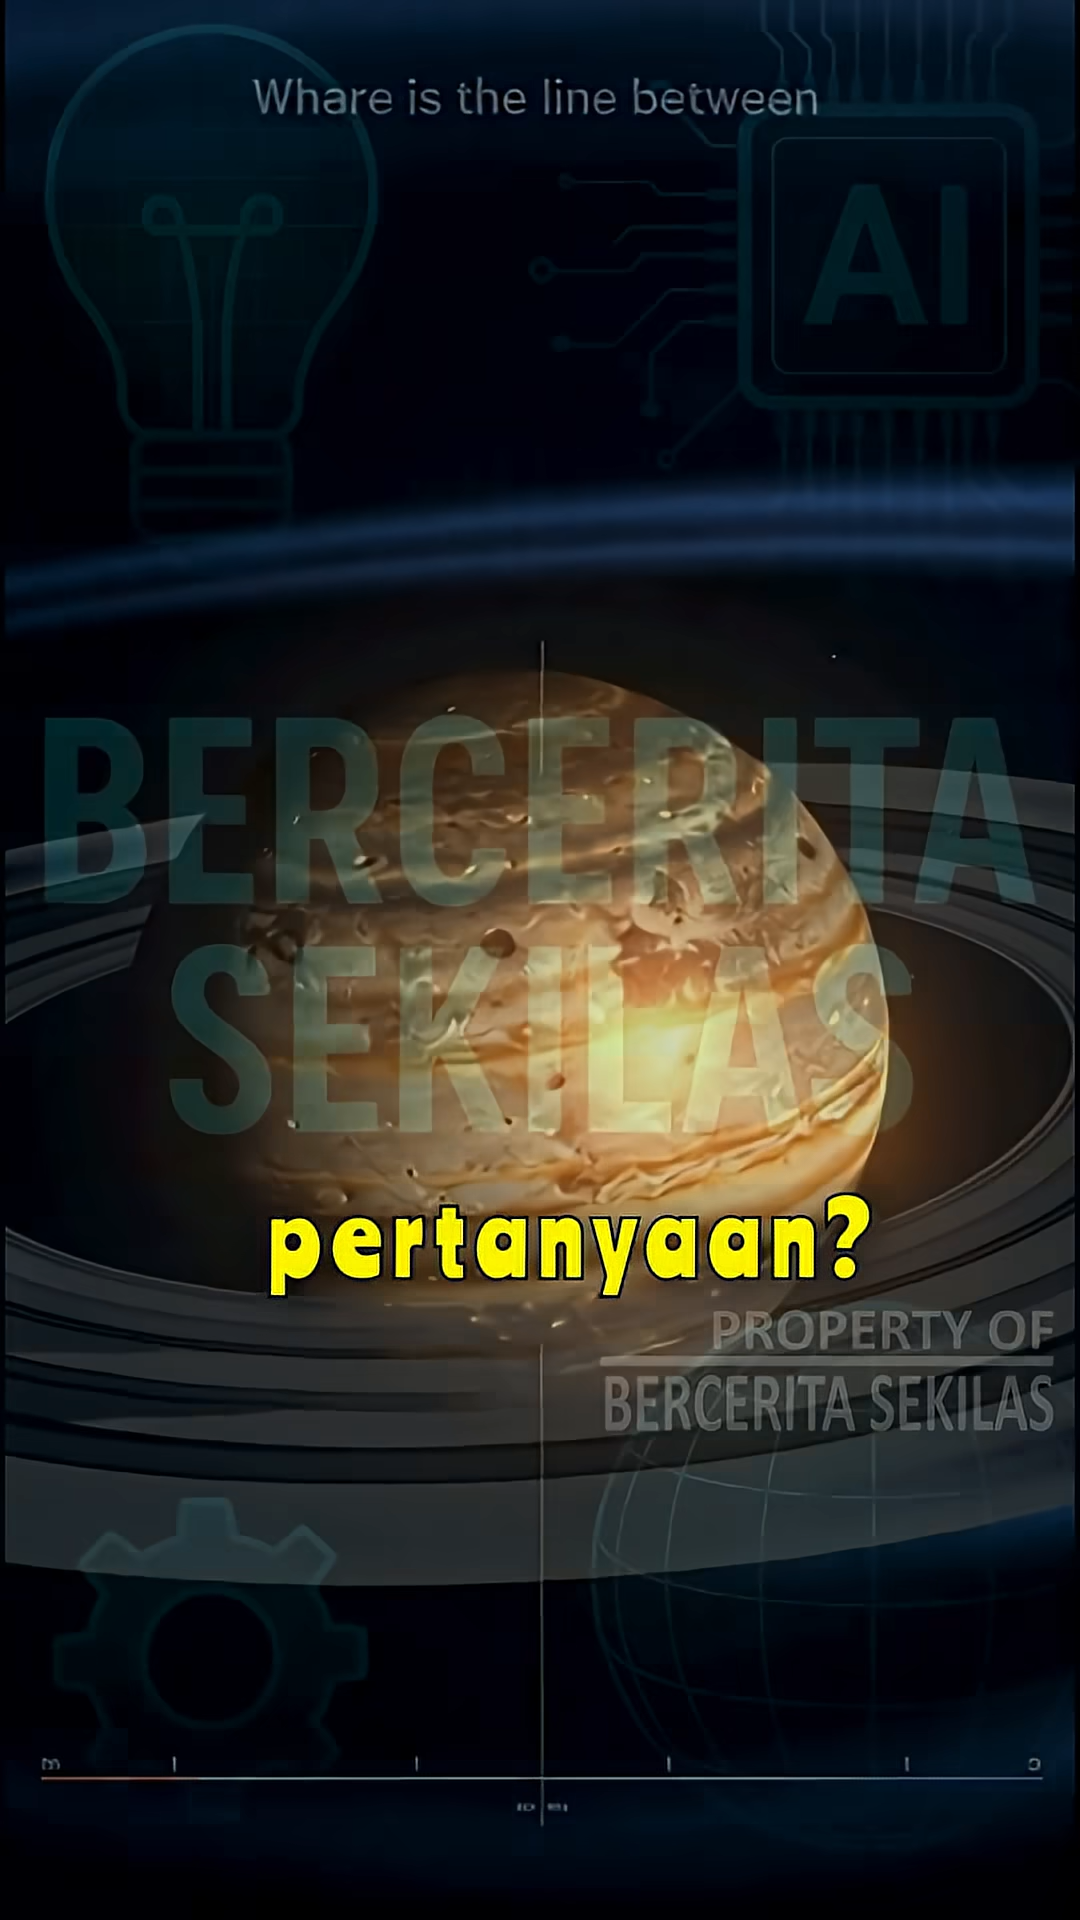 Whare is the line between
AI
BERCERITA
SEKILAS
pertanyaan?
PROPERTY OF
BERCERITA SEKILAS